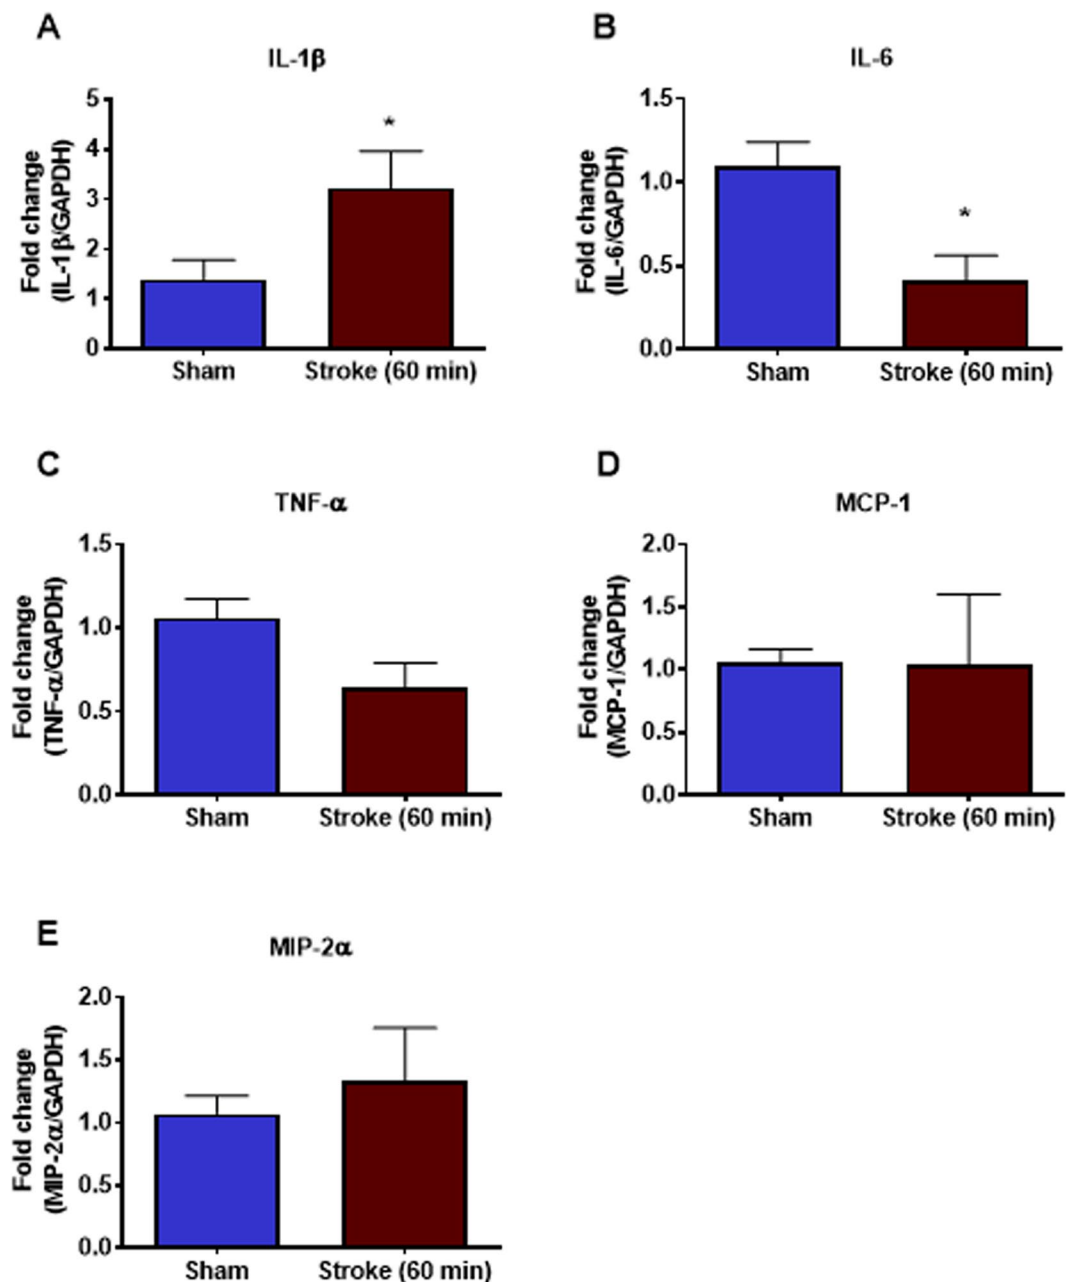 A
IL-1β
5
4
3
2
1
0
Fold change
(IL-1β/GAPDH)
*
Sham
Stroke (60 min)
B
IL-6
1.5
1.0
0.5
0.0
Fold change
(IL-6/GAPDH)
*
Sham
Stroke (60 min)
C
TNF-α
1.5
1.0
0.5
0.0
Fold change
(TNF-α/GAPDH)
Sham
Stroke (60 min)
D
MCP-1
2.0
1.5
1.0
0.5
0.0
Fold change
(MCP-1/GAPDH)
Sham
Stroke (60 min)
E
MIP-2α
2.0
1.5
1.0
0.5
0.0
Fold change
(MIP-2α/GAPDH)
Sham
Stroke (60 min)